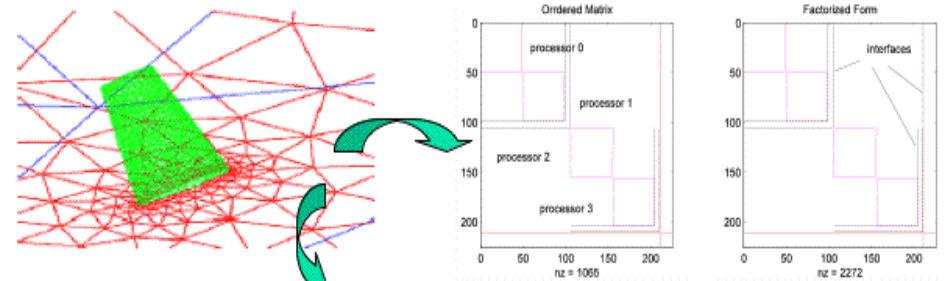 Orrdered Matrix
0
50
100
150
200
processor 0
processor 1
processor 2
processor 3
0 50 100 150 200
nz = 1065
Factorized Form
0
50
100
150
200
interfaces
0 50 100 150 200
nz = 2272